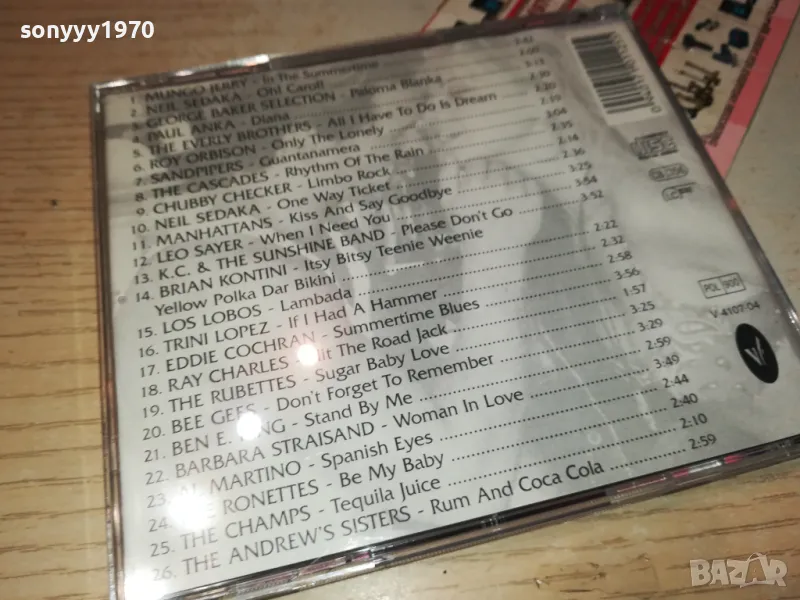 sonyyy1970
1. MUNGO JERRY - In The Summertime
2. NEIL SEDAKA - Oh! Carol!
3. GEORGE BAKER SELECTION - Paloma Blanka
4. PAUL ANKA - Diana
5. THE EVERLY BROTHERS - All I Have To Do Is Dream
6. ROY ORBISON - Only The Lonely
7. SANDPIPERS - Guantanamera
8. THE CASCADES - Rhythm Of The Rain
9. CHUBBY CHECKER - Limbo Rock
10. NEIL SEDAKA - One Way Ticket
11. MANHATTANS - Kiss And Say Goodbye
12. LEO SAYER - When I Need You
13. K.C. & THE SUNSHINE BAND - Please Don't Go
14. BRIAN KONTINI - Itsy Bitsy Teenie Weenie
Yellow Polka Dar Bikini 2:22
15. LOS LOBOS - Lambada 2:32
16. TRINI LOPEZ - If I Had A Hammer 2:58
17. EDDIE COCHRAN - Summertime Blues 3:56
18. RAY CHARLES - Hit The Road Jack 1:57
19. THE RUBETTES - Sugar Baby Love 3:25
20. BEE GEES - Don't Forget To Remember 3:29
21. BEN E. KING - Stand By Me 2:59
22. BARBARA STRAISAND - Woman In Love 3:49
23. AL MARTINO - Spanish Eyes 2:44
24. THE RONETTES - Be My Baby 2:40
25. THE CHAMPS - Tequila Juice 2:10
26. THE ANDREW'S SISTERS - Rum And Coca Cola 2:59
PDL 900
V-4107-04
BAZAR